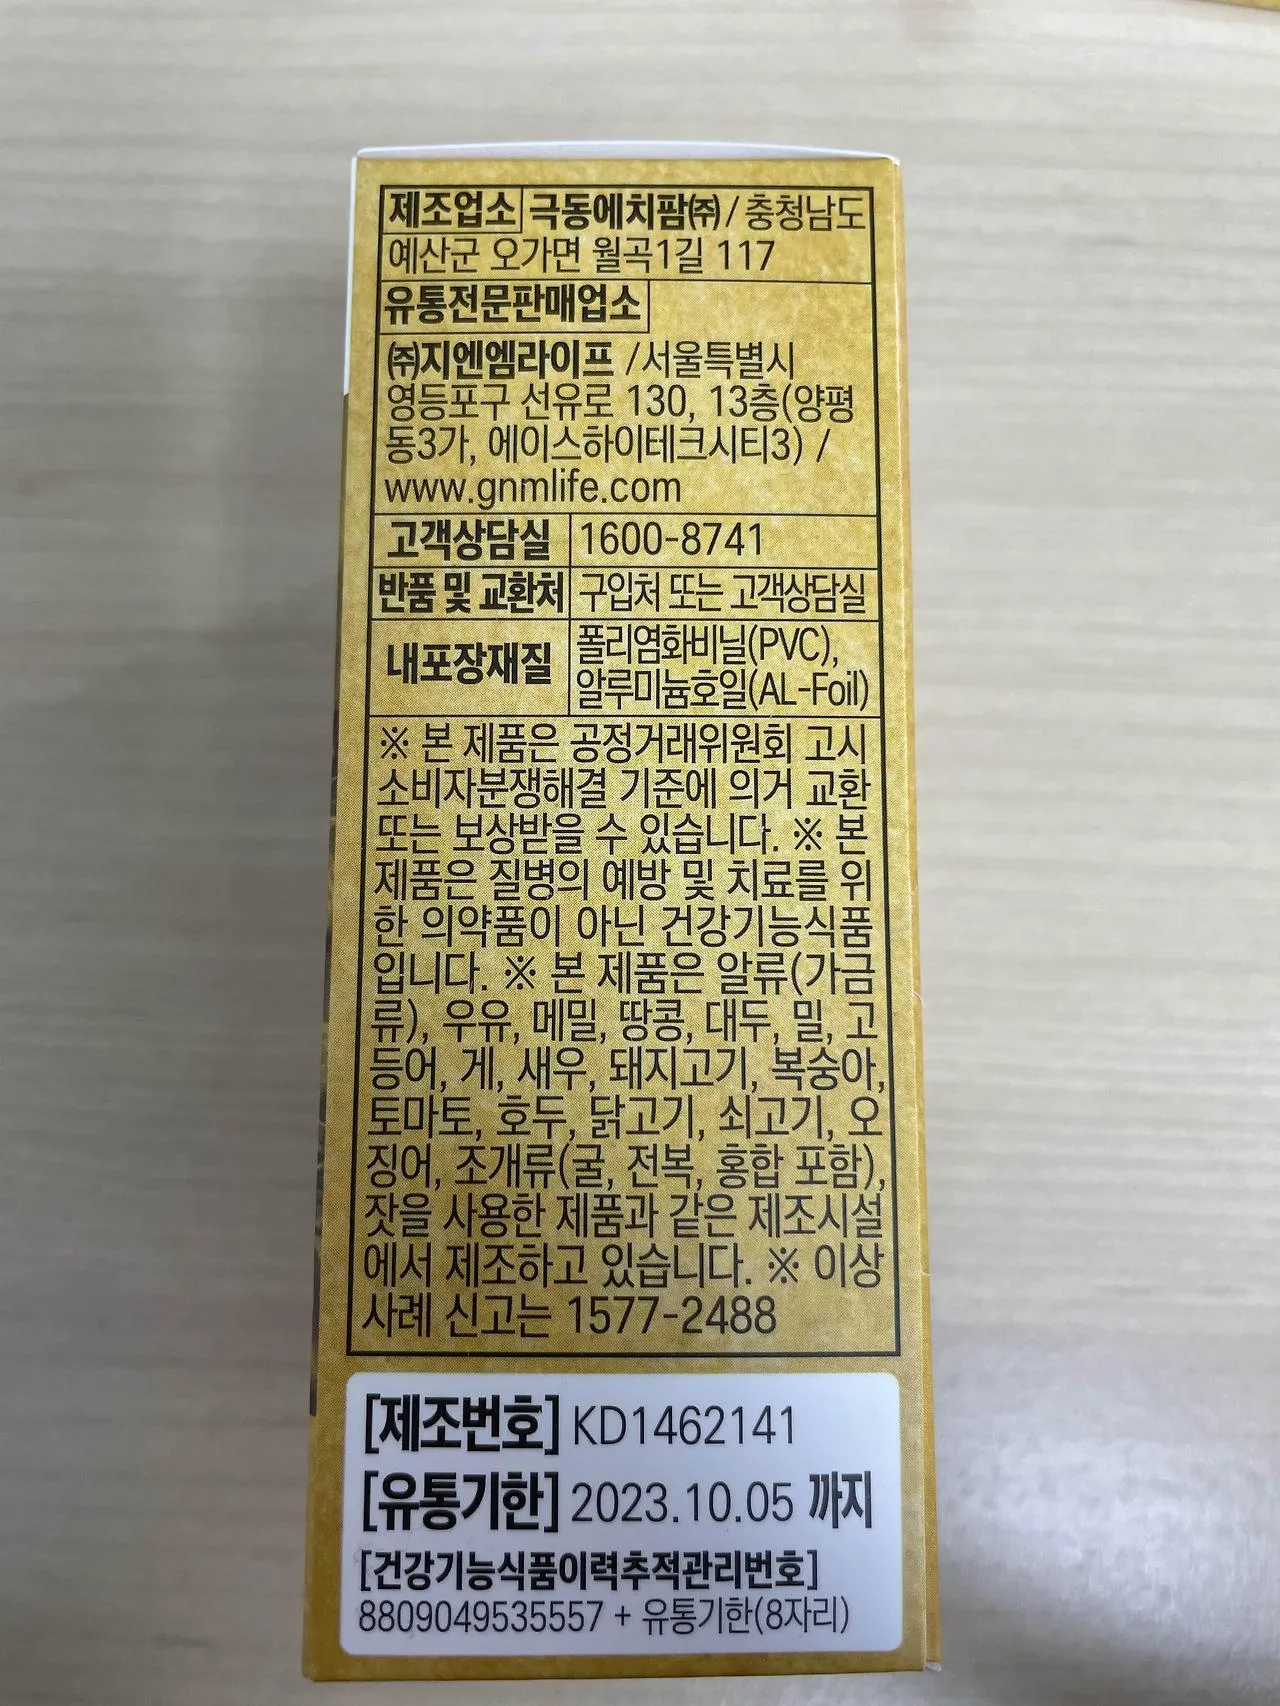 제조업소 극동에치팜㈜ / 충청남도
예산군 오가면 월곡1길 117
유통전문판매업소
㈜지엔엠라이프 / 서울특별시
영등포구 선유로 130, 13층(양평
동3가, 에이스하이테크시티3) /
www.gnmlife.com
고객상담실 1600-8741
반품 및 교환처 구입처 또는 고객상담실
내포장재질 폴리염화비닐(PVC),
알루미늄호일(AL-Foil)
※ 본 제품은 공정거래위원회 고시
소비자분쟁해결 기준에 의거 교환
또는 보상받을 수 있습니다. ※ 본
제품은 질병의 예방 및 치료를 위
한 의약품이 아닌 건강기능식품
입니다. ※ 본 제품은 알류(가금
류), 우유, 메밀, 땅콩, 대두, 밀, 고
등어, 게, 새우, 돼지고기, 복숭아,
토마토, 호두, 닭고기, 쇠고기, 오
징어, 조개류(굴, 전복, 홍합 포함),
잣을 사용한 제품과 같은 제조시설
에서 제조하고 있습니다. ※ 이상
사례 신고는 1577-2488
[제조번호] KD1462141
[유통기한] 2023.10.05 까지
[건강기능식품이력추적관리번호]
8809049535557 + 유통기한(8자리)